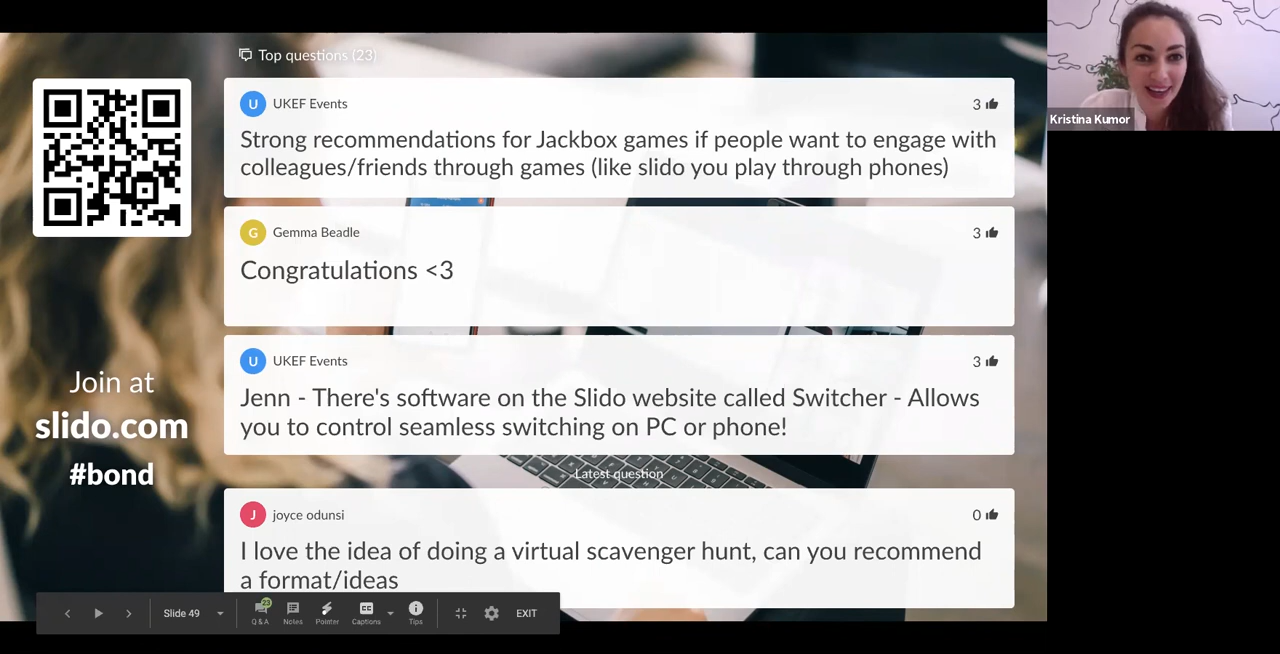 Top questions (23)
U UKEF Events 3
Strong recommendations for Jackbox games if people want to engage with
colleagues/friends through games (like slido you play through phones)
G Gemma Beadle 3
Congratulations <3
U UKEF Events 3
Jenn - There's software on the Slido website called Switcher - Allows
you to control seamless switching on PC or phone!
Latest question
J joyce odunsi 0
I love the idea of doing a virtual scavenger hunt, can you recommend
a format/ideas
Join at
slido.com
#bond
Slide 49
23
Q & A Notes Pointer CC Captions Tips EXIT
Kristina Kumor